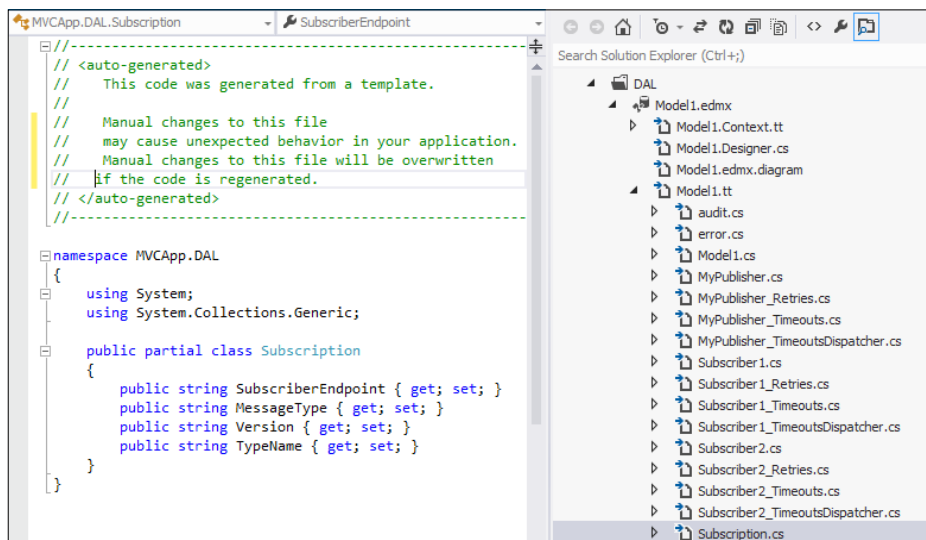 MVCApp.DAL.Subscription
SubscriberEndpoint
//------------------------------------------------
// <auto-generated>
//    This code was generated from a template.
//
//    Manual changes to this file
//    may cause unexpected behavior in your application.
//    Manual changes to this file will be overwritten
//   if the code is regenerated.
// </auto-generated>
//------------------------------------------------
namespace MVCApp.DAL
{
    using System;
    using System.Collections.Generic;
    public partial class Subscription
    {
        public string SubscriberEndpoint { get; set; }
        public string MessageType { get; set; }
        public string Version { get; set; }
        public string TypeName { get; set; }
    }
}
Search Solution Explorer (Ctrl+;)
DAL
Model1.edmx
Model1.Context.tt
Model1.Designer.cs
Model1.edmx.diagram
Model1.tt
audit.cs
error.cs
Model1.cs
MyPublisher.cs
MyPublisher_Retries.cs
MyPublisher_Timeouts.cs
MyPublisher_TimeoutsDispatcher.cs
Subscriber1.cs
Subscriber1_Retries.cs
Subscriber1_Timeouts.cs
Subscriber1_TimeoutsDispatcher.cs
Subscriber2.cs
Subscriber2_Retries.cs
Subscriber2_Timeouts.cs
Subscriber2_TimeoutsDispatcher.cs
Subscription.cs